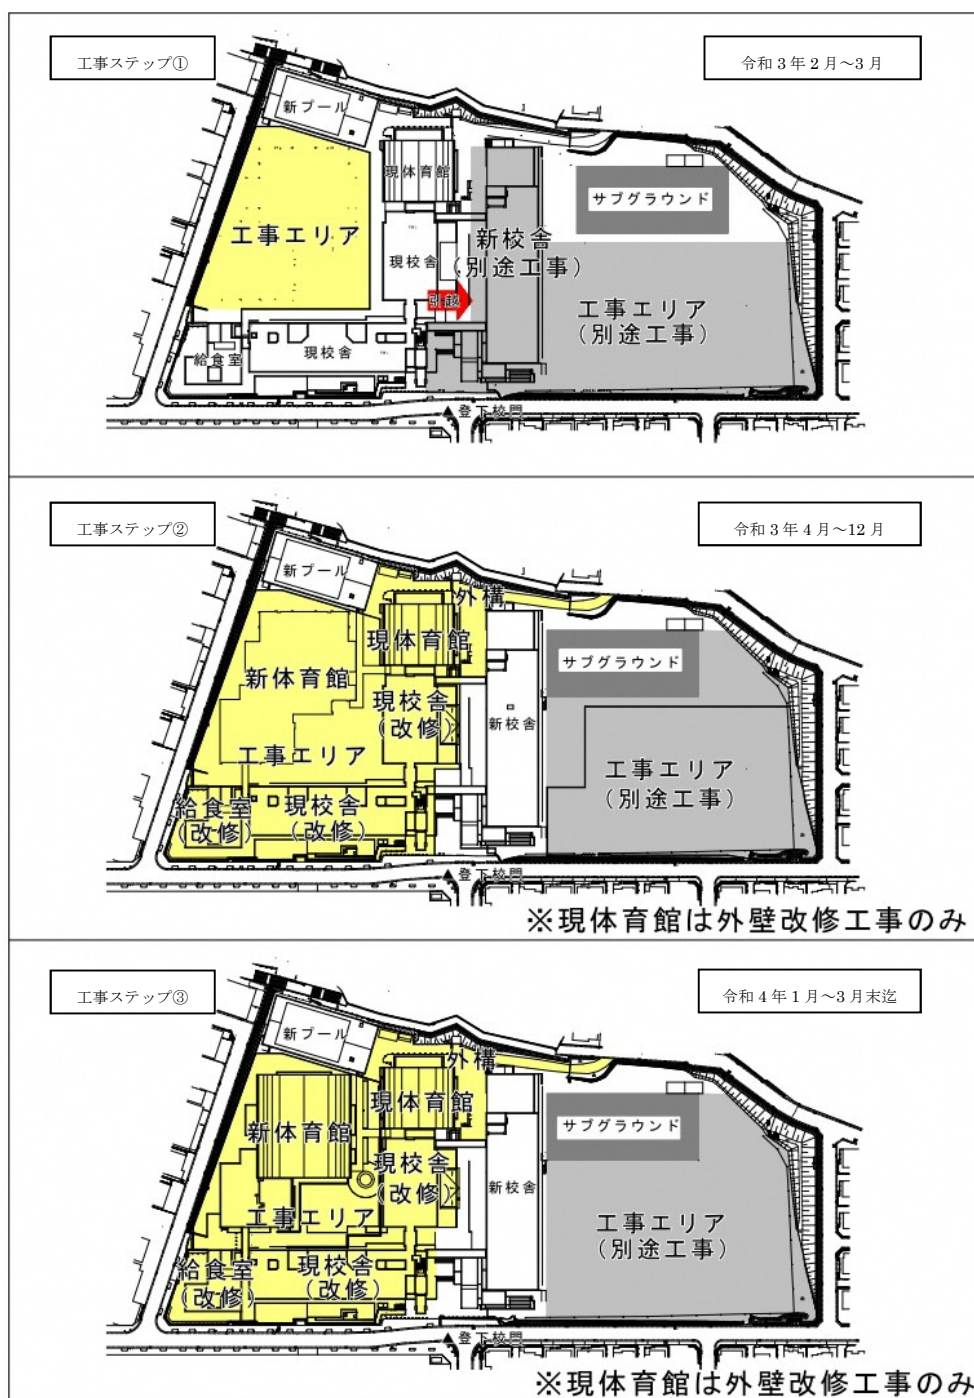 工事ステップ①
令和3年2月～3月
新プール
現体育館
サブグラウンド
工事エリア
現校舎
新校舎
(別途工事)
引越
工事エリア
(別途工事)
給食室
現校舎
▲登下校門
工事ステップ②
令和3年4月～12月
新プール
外構
現体育館
サブグラウンド
新体育館
現校舎
(改修)
新校舎
工事エリア
工事エリア
(別途工事)
給食室
(改修)
現校舎
(改修)
▲登下校門
※現体育館は外壁改修工事のみ
工事ステップ③
令和4年1月～3月末迄
新プール
外構
現体育館
サブグラウンド
新体育館
現校舎
(改修)
新校舎
工事エリア
工事エリア
(別途工事)
給食室
(改修)
現校舎
(改修)
▲登下校門
※現体育館は外壁改修工事のみ